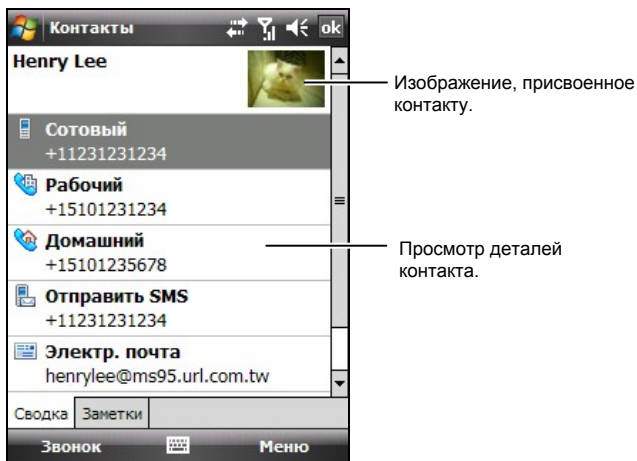 Контакты ok
Henry Lee
Изображение, присвоенное
контакту.
Сотовый
+11231231234
Рабочий
+15101231234
Домашний
+15101235678
Просмотр деталей
контакта.
Отправить SMS
+11231231234
Электр. почта
henrylee@ms95.url.com.tw
Сводка Заметки
Звонок Меню